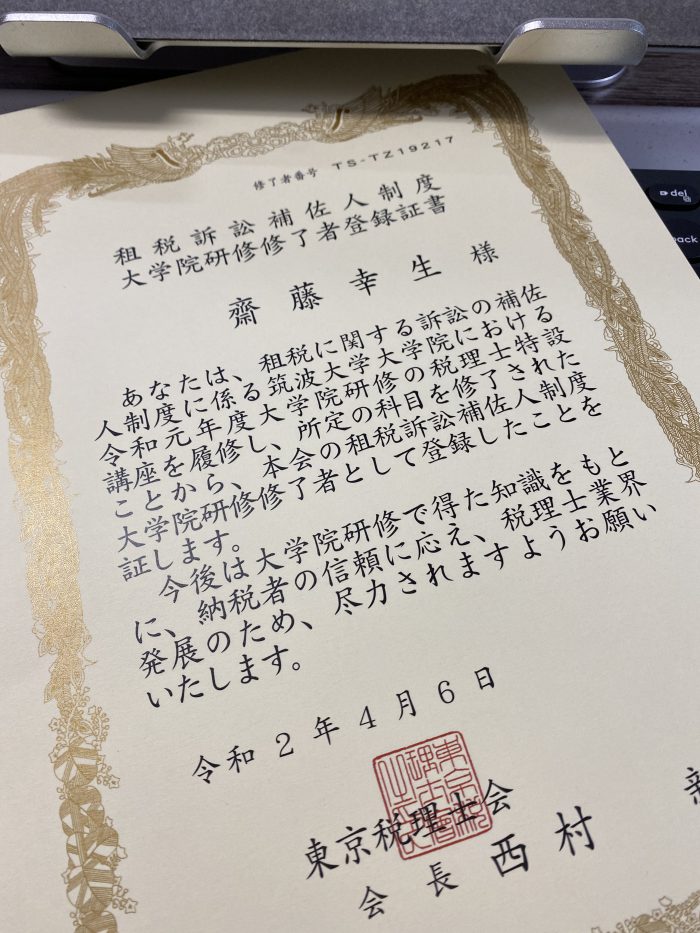 修了者番号 TS-TZ19217
租税訴訟補佐人制度
大学院研修修了者登録証書
齋藤幸生 様
あなたは、租税に関する訴訟の補佐
人制度に係る筑波大学大学院における
令和元年度大学院研修の税理士特設
講座を履修し、所定の科目を修了された
ことから、本会の租税訴訟補佐人制度
大学院研修修了者として登録したことを
証します。
今後は大学院研修で得た知識をもと
に、納税者の信頼に応え、税理士業界
発展のため、尽力されますようお願い
いたします。
令和2年4月6日
東京税理士会
会長 西村
del
back